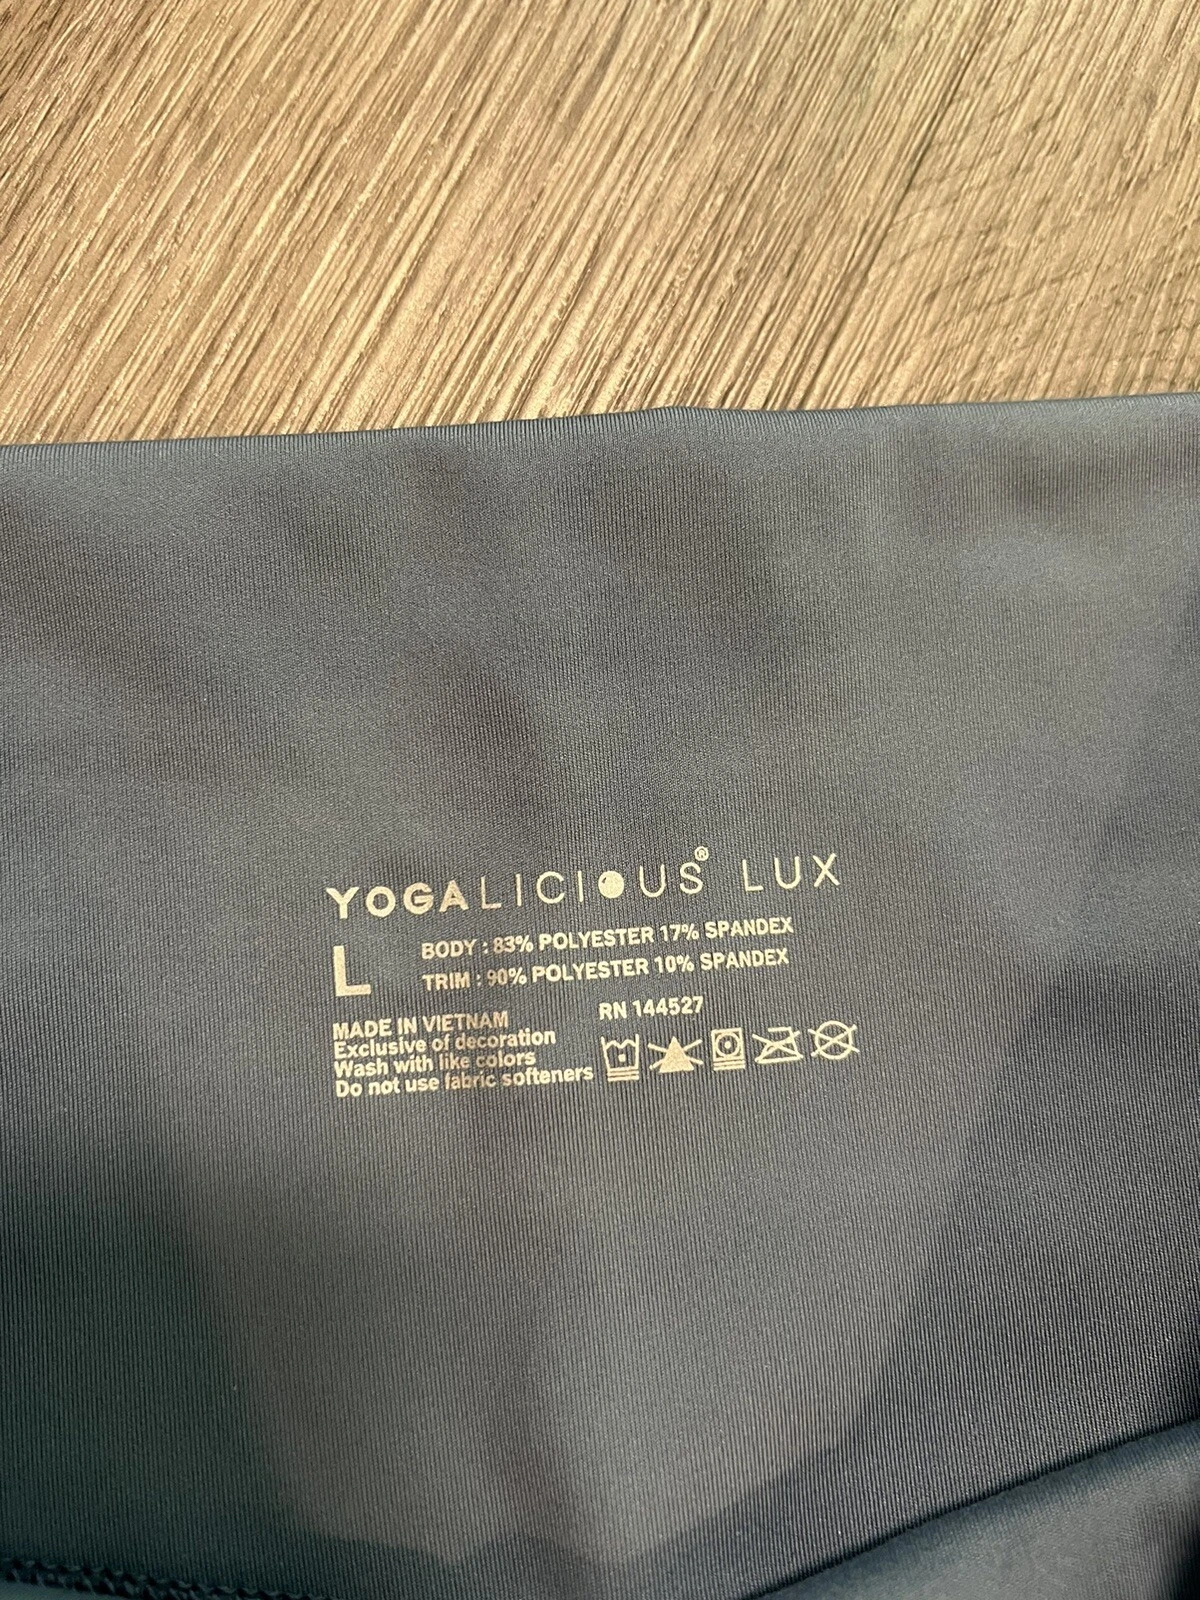 YOGALICIOUS® LUX
L
BODY : 83% POLYESTER 17% SPANDEX
TRIM : 90% POLYESTER 10% SPANDEX
RN 144527
MADE IN VIETNAM
Exclusive of decoration
Wash with like colors
Do not use fabric softeners